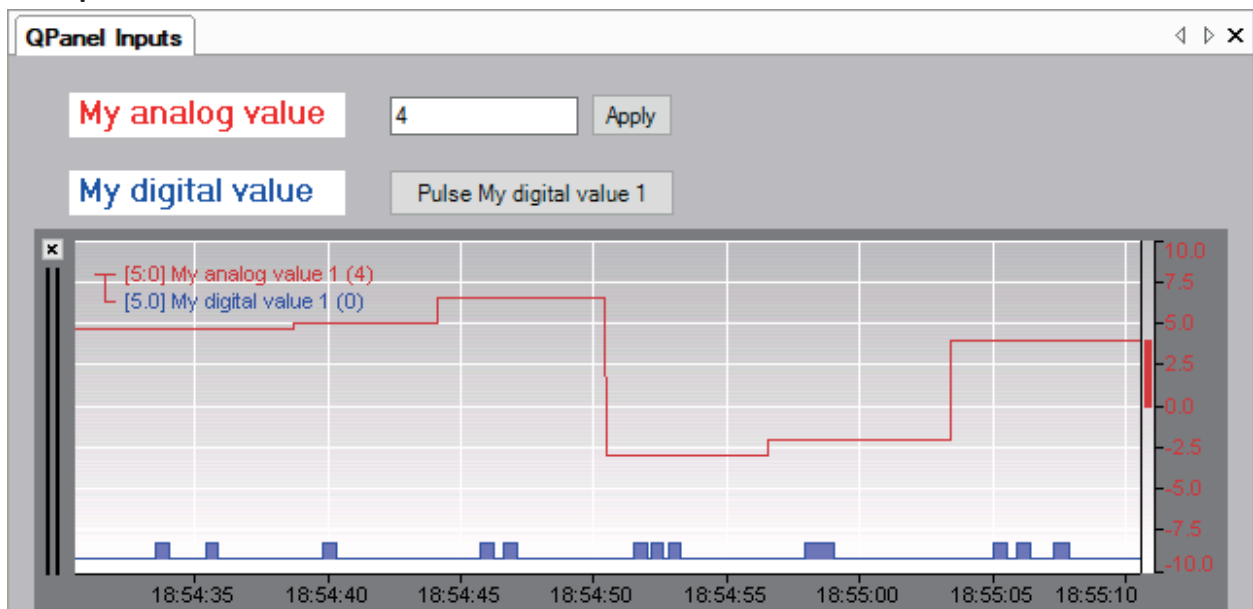 QPanel Inputs
My analog value
4
Apply
My digital value
Pulse My digital value 1
[5:0] My analog value 1 (4)
[5.0] My digital value 1 (0)
10.0
7.5
5.0
2.5
0.0
-2.5
-5.0
-7.5
-10.0
18:54:35 18:54:40 18:54:45 18:54:50 18:54:55 18:55:00 18:55:05 18:55:10